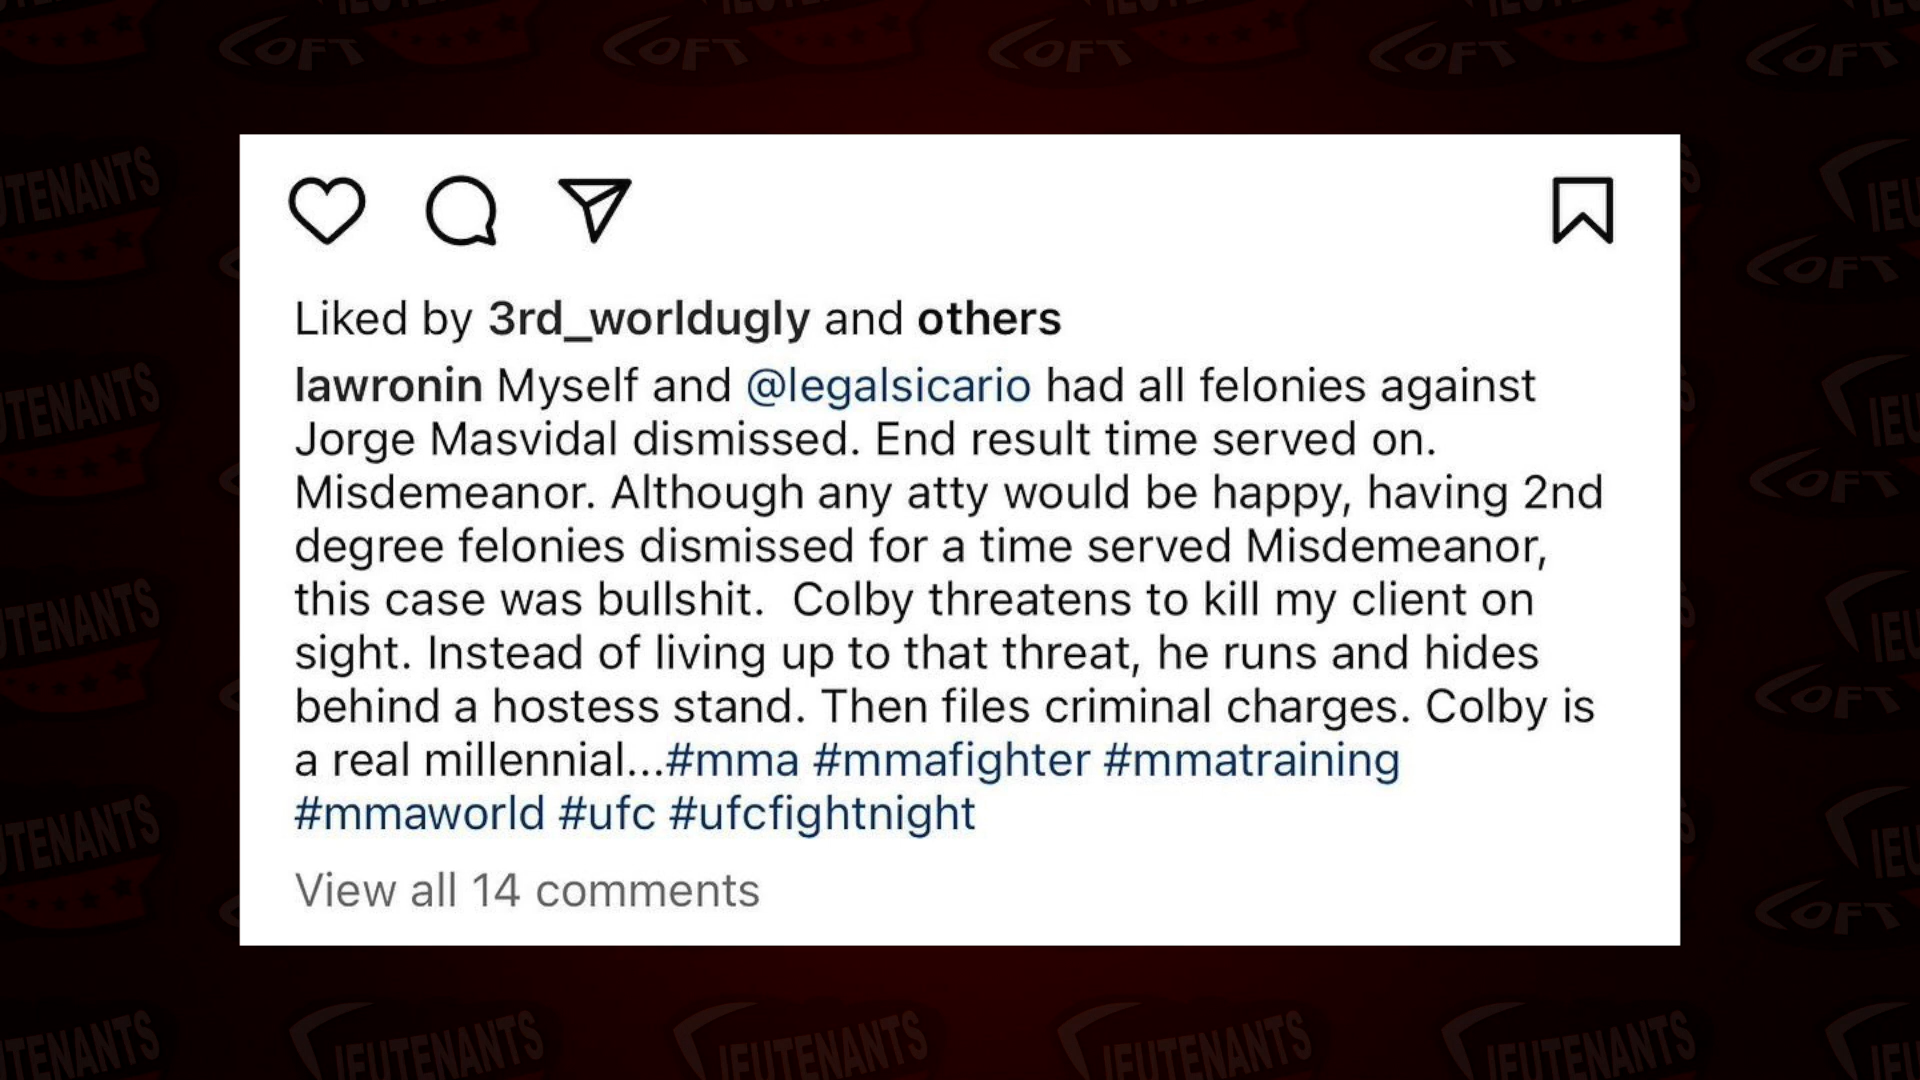 Liked by 3rd_worldugly and others
lawronin Myself and @legalsicario had all felonies against
Jorge Masvidal dismissed. End result time served on.
Misdemeanor. Although any atty would be happy, having 2nd
degree felonies dismissed for a time served Misdemeanor,
this case was bullshit.  Colby threatens to kill my client on
sight. Instead of living up to that threat, he runs and hides
behind a hostess stand. Then files criminal charges. Colby is
a real millennial...#mma #mmafighter #mmatraining
#mmaworld #ufc #ufcfightnight
View all 14 comments